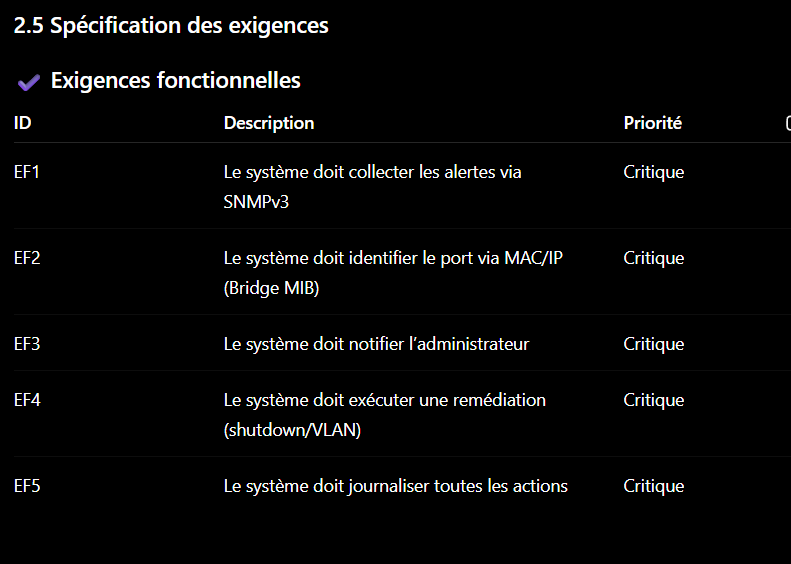 2.5 Spécification des exigences
Exigences fonctionnelles
ID Description Priorité
EF1 Le système doit collecter les alertes via Critique
SNMPv3
EF2 Le système doit identifier le port via MAC/IP Critique
(Bridge MIB)
EF3 Le système doit notifier l’administrateur Critique
EF4 Le système doit exécuter une remédiation Critique
(shutdown/VLAN)
EF5 Le système doit journaliser toutes les actions Critique